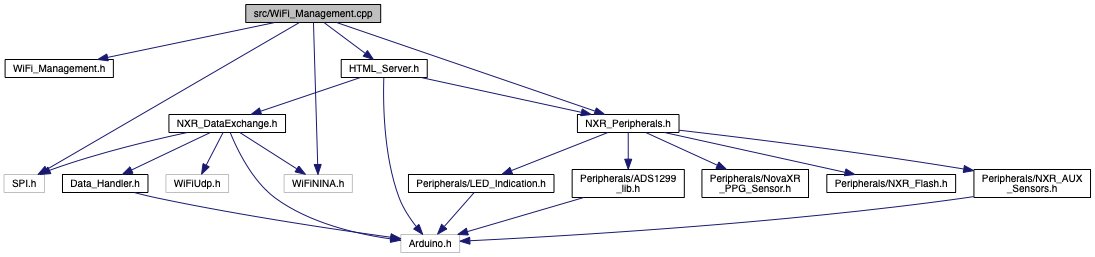 src/WiFi_Management.cpp
WiFi_Management.h
HTML_Server.h
NXR_DataExchange.h
NXR_Peripherals.h
SPI.h
Data_Handler.h
WiFiUdp.h
WiFiNINA.h
Peripherals/LED_Indication.h
Peripherals/ADS1299
_lib.h
Peripherals/NovaXR
_PPG_Sensor.h
Peripherals/NXR_Flash.h
Peripherals/NXR_AUX
_Sensors.h
Arduino.h